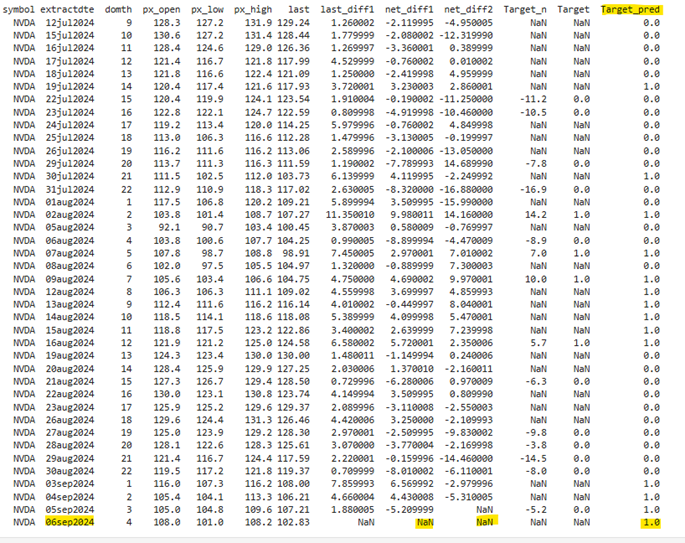 symbol extractdte domth px_open px_low px_high last last_diff1 net_diff1 net_diff2 Target_n Target Target_pred
NVDA 12jul2024 9 128.3 127.2 131.9 129.24 1.260002 -2.119995 -4.950005 NaN NaN 0.0
NVDA 15jul2024 10 130.6 127.2 136.4 128.44 1.779999 -2.080002 -12.319990 NaN NaN 0.0
NVDA 16jul2024 11 128.4 124.6 129.0 126.36 1.269997 -3.360001 0.389999 NaN NaN 0.0
NVDA 17jul2024 12 121.4 116.7 121.8 117.99 4.529999 -0.760002 0.010002 NaN NaN 0.0
NVDA 18jul2024 13 121.8 116.6 122.4 121.09 1.250000 -2.419998 4.959999 NaN NaN 0.0
NVDA 19jul2024 14 120.4 117.4 121.6 117.93 3.720001 3.230003 2.860001 NaN NaN 1.0
NVDA 22jul2024 15 120.4 119.9 124.1 123.54 1.910004 -0.190002 -11.250000 -11.2 0.0 0.0
NVDA 23jul2024 16 122.8 122.1 124.7 122.59 0.809998 -4.919998 -10.460000 -10.5 0.0 0.0
NVDA 24jul2024 17 119.2 113.4 120.0 114.25 5.979996 -0.760002 4.849998 NaN NaN 0.0
NVDA 25jul2024 18 113.0 106.3 116.6 112.28 1.479996 -3.130005 -0.199997 NaN NaN 0.0
NVDA 26jul2024 19 116.2 111.6 116.2 113.06 2.589996 -2.100006 -13.050000 NaN NaN 0.0
NVDA 29jul2024 20 113.7 111.3 116.3 111.59 1.190002 -7.789993 14.689990 -7.8 0.0 0.0
NVDA 30jul2024 21 111.5 102.5 112.0 103.73 6.139999 4.119995 -2.249992 NaN NaN 1.0
NVDA 31jul2024 22 112.9 110.9 118.3 117.02 2.630005 -8.320000 -16.880000 -16.9 0.0 0.0
NVDA 01aug2024 1 117.5 106.8 120.2 109.21 5.899994 3.509995 -15.990000 NaN NaN 0.0
NVDA 02aug2024 2 103.8 101.4 108.7 107.27 11.350010 9.980011 14.160000 14.2 1.0 1.0
NVDA 05aug2024 3 92.1 90.7 103.4 100.45 3.870003 0.580009 -0.769997 NaN NaN 0.0
NVDA 06aug2024 4 103.8 100.6 107.7 104.25 0.990005 -8.899994 -4.470009 -8.9 0.0 0.0
NVDA 07aug2024 5 107.8 98.7 108.8 98.91 7.450005 2.970001 7.010002 7.0 1.0 1.0
NVDA 08aug2024 6 102.0 97.5 105.5 104.97 1.320000 -0.889999 7.300003 NaN NaN 0.0
NVDA 09aug2024 7 105.6 103.4 106.6 104.75 4.750000 4.690002 9.970001 10.0 1.0 1.0
NVDA 12aug2024 8 106.3 106.3 111.1 109.02 4.559998 3.699997 4.859993 NaN NaN 1.0
NVDA 13aug2024 9 112.4 111.6 116.2 116.14 4.010002 -0.449997 8.040001 NaN NaN 1.0
NVDA 14aug2024 10 118.5 114.1 118.6 118.08 5.389999 4.099998 5.470001 NaN NaN 1.0
NVDA 15aug2024 11 118.8 117.5 123.2 122.86 3.400002 2.639999 7.239998 NaN NaN 1.0
NVDA 16aug2024 12 121.9 121.2 125.0 124.58 6.580002 5.720001 2.350006 5.7 1.0 1.0
NVDA 19aug2024 13 124.3 123.4 130.0 130.00 1.480011 -1.149994 0.240006 NaN NaN 0.0
NVDA 20aug2024 14 128.4 125.9 129.9 127.25 2.030006 1.370010 -2.160011 NaN NaN 0.0
NVDA 21aug2024 15 127.3 126.7 129.4 128.50 0.729996 -6.280006 0.970009 -6.3 0.0 0.0
NVDA 22aug2024 16 130.0 123.1 130.8 123.74 4.149994 3.509995 0.809990 NaN NaN 0.0
NVDA 23aug2024 17 125.9 125.2 129.6 129.37 2.089996 -3.110008 -2.550003 NaN NaN 0.0
NVDA 26aug2024 18 129.6 124.4 131.3 126.46 4.420006 3.250000 -2.109993 NaN NaN 0.0
NVDA 27aug2024 19 125.0 123.9 129.2 128.30 2.970001 -2.509995 -9.830002 -9.8 0.0 0.0
NVDA 28aug2024 20 128.1 122.6 128.3 125.61 3.070000 -3.770004 -2.169998 -3.8 0.0 0.0
NVDA 29aug2024 21 121.4 116.7 124.4 117.59 2.220001 -0.159996 -14.460000 -14.5 0.0 0.0
NVDA 30aug2024 22 119.5 117.2 121.8 119.37 0.709999 -8.010002 -6.110001 -8.0 0.0 0.0
NVDA 03sep2024 1 116.0 107.3 116.2 108.00 7.859993 6.569992 -2.979996 NaN NaN 1.0
NVDA 04sep2024 2 105.4 104.1 113.3 106.21 4.660004 4.430008 -5.310005 NaN NaN 1.0
NVDA 05sep2024 3 105.0 104.8 109.6 107.21 1.880005 -5.209999 NaN -5.2 0.0 1.0
NVDA 06sep2024 4 108.0 101.0 108.2 102.83 NaN NaN NaN NaN NaN 1.0